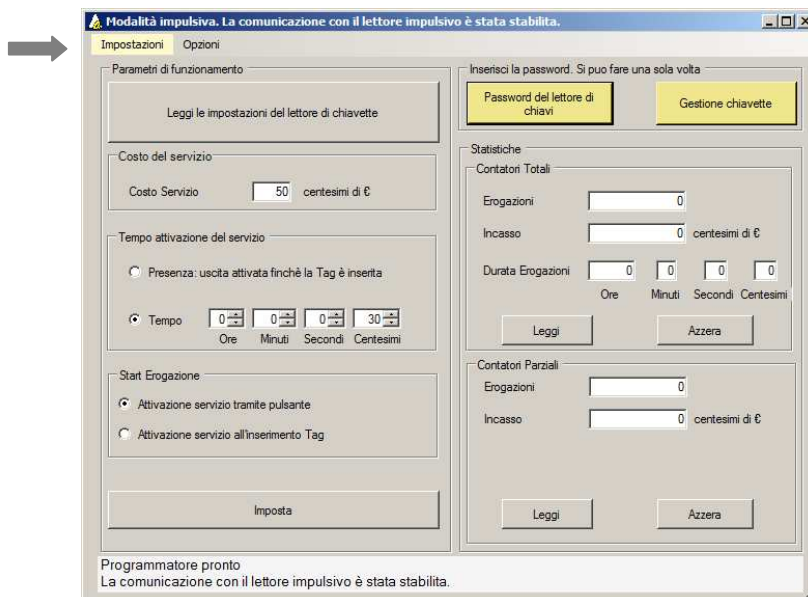 Modalità impulsiva. La comunicazione con il lettore impulsivo è stata stabilita.
Impostazioni Opzioni
Parametri di funzionamento
Leggi le impostazioni del lettore di chiavette
Costo del servizio
Costo Servizio 50 centesimi di €
Tempo attivazione del servizio
Presenza: uscita attivata finchè la Tag è inserita
Tempo 0 0 0 30
Ore Minuti Secondi Centesimi
Start Erogazione
Attivazione servizio tramite pulsante
Attivazione servizio all'inserimento Tag
Imposta
Inserisci la password. Si puo fare una sola volta
Password del lettore di
chiavi
Gestione chiavette
Statistiche
Contatori Totali
Erogazioni 0
Incasso 0 centesimi di €
Durata Erogazioni 0 0 0 0
Ore Minuti Secondi Centesimi
Leggi Azzera
Contatori Parziali
Erogazioni 0
Incasso 0 centesimi di €
Leggi Azzera
Programmatore pronto
La comunicazione con il lettore impulsivo è stata stabilita.